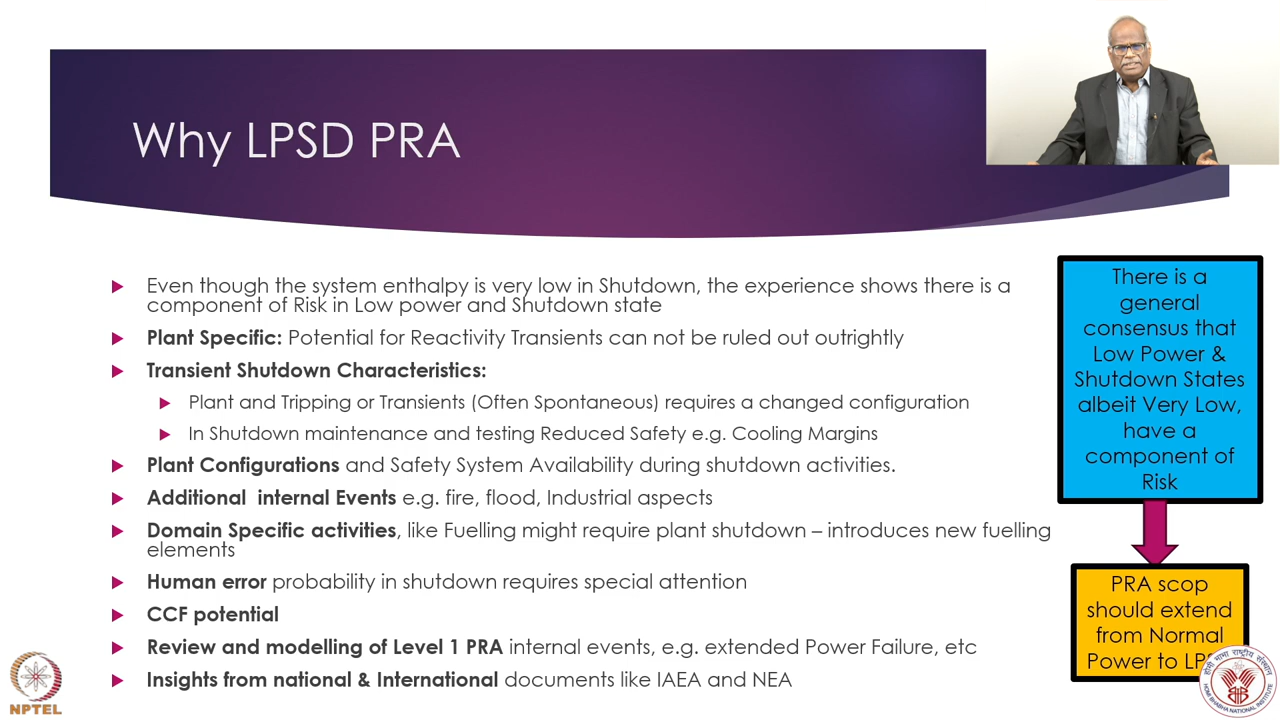 Why LPSD PRA
Even though the system enthalpy is very low in Shutdown, the experience shows there is a
component of Risk in Low power and Shutdown state
Plant Specific: Potential for Reactivity Transients can not be ruled out outrightly
Transient Shutdown Characteristics:
Plant and Tripping or Transients (Often Spontaneous) requires a changed configuration
In Shutdown maintenance and testing Reduced Safety e.g. Cooling Margins
Plant Configurations and Safety System Availability during shutdown activities.
Additional internal Events e.g. fire, flood, Industrial aspects
Domain Specific activities, like Fuelling might require plant shutdown – introduces new fuelling
elements
Human error probability in shutdown requires special attention
CCF potential
Review and modelling of Level 1 PRA internal events, e.g. extended Power Failure, etc
Insights from national & International documents like IAEA and NEA
There is a
general
consensus that
Low Power &
Shutdown States
albeit Very Low,
have a
component of
Risk
PRA scop
should extend
from Normal
Power to
NPTEL
होमी भाभा राष्ट्रीय संस्थान
HOMI BHABHA NATIONAL INSTITUTE